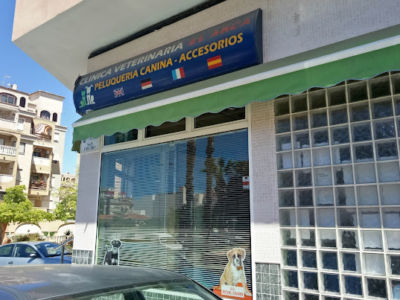 CLINICA VETERINARIA
PELUQUERIA CANINA - ACCESORIOS